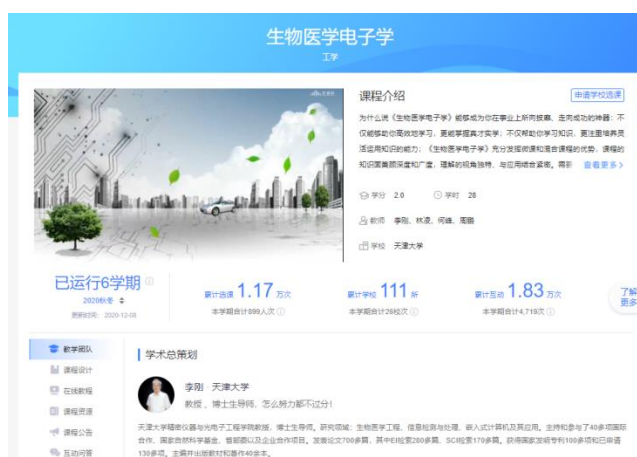 生物医学电子学
工学
课程介绍
申请学校选课
为什么说《生物医学电子学》能够成为你在事业上所向披靡、走向成功的神器：不
仅能够助你高效地学习，更能掌握真才实学；不仅帮助你学习知识，更注重培养灵
活运用知识的能力；《生物医学电子学》充分发挥微课和混合课程的优势，课程的
知识面兼顾深度和广度，理解的视角独特，与应用结合紧密。需 查看更多
学分 2.0 学时 28
教师 李刚、林凌、何峰、周鹏
学校 天津大学
已运行6学期
2020秋冬
更新时间：2020-12-08
累计选课 1.17 万次
本学期合计899人次
累计学校 111 所
本学期合计28校次
累计互动 1.83 万次
本学期合计4,719次
了解
更多
教学团队
课程设计
在线教程
课程资源
课程公告
互动问答
学术总策划
李刚 · 天津大学
教授，博士生导师，怎么努力都不过分！
天津大学精密仪器与光电子工程学院教授，博士生导师。研究领域：生物医学工程、信息检测与处理、嵌入式计算机及其应用。主持和参与了40多项国际
合作、国家自然科学基金、省部委以及企业合作项目。发表论文700多篇，其中EI检索280多篇，SCI检索170多篇。获得国家发明专利100多项和已申请
130多项。主编并出版教材和著作40余本。